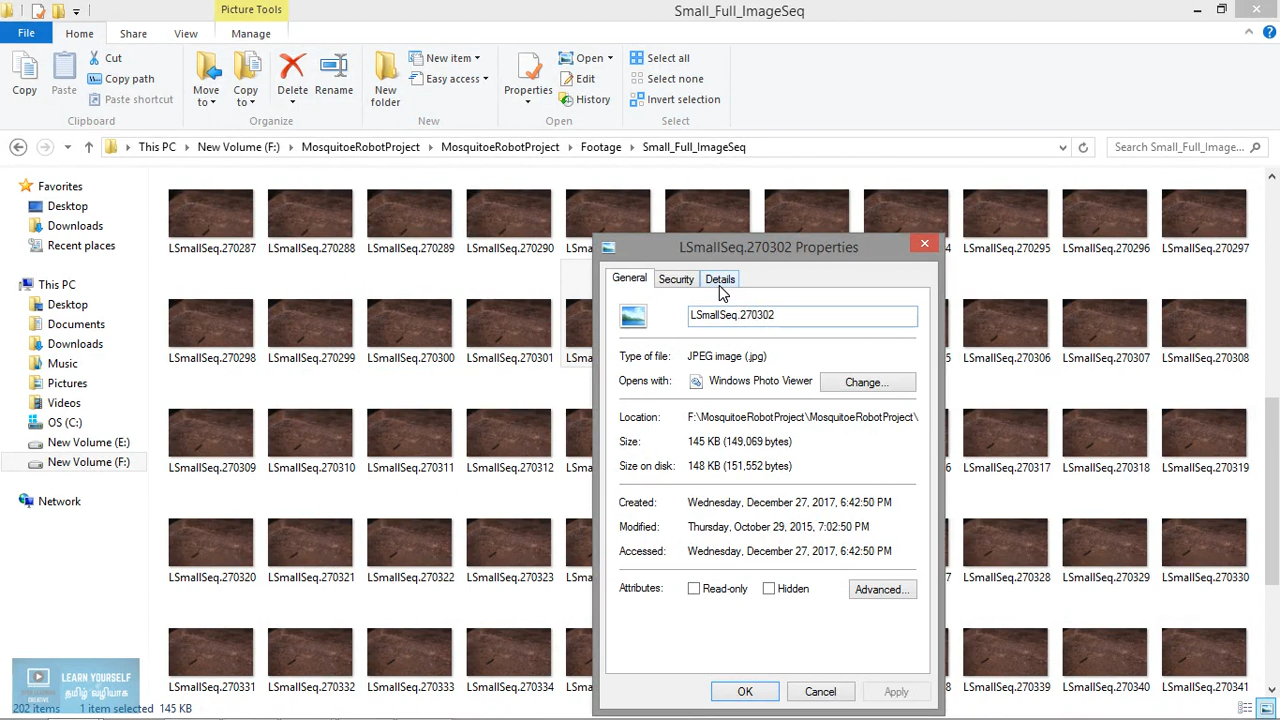 Picture Tools
Small_Full_ImageSeq
File
Home
Share
View
Manage
Copy
Paste
Cut
Copy path
Paste shortcut
Clipboard
Move to
Copy to
Delete
Rename
Organize
New folder
New item
Easy access
New
Properties
Open
Edit
History
Open
Select all
Select none
Invert selection
Select
This PC
New Volume (F:)
MosquitoeRobotProject
MosquitoeRobotProject
Footage
Small_Full_ImageSeq
Search Small_Full_Image...
Favorites
Desktop
Downloads
Recent places
This PC
Desktop
Documents
Downloads
Music
Pictures
Videos
OS (C:)
New Volume (E:)
New Volume (F:)
Network
LSmallSeq.270287
LSmallSeq.270288
LSmallSeq.270289
LSmallSeq.270290
LSmallSeq.270295
LSmallSeq.270296
LSmallSeq.270297
LSmallSeq.270298
LSmallSeq.270299
LSmallSeq.270300
LSmallSeq.270301
LSmallSeq.270306
LSmallSeq.270307
LSmallSeq.270308
LSmallSeq.270309
LSmallSeq.270310
LSmallSeq.270311
LSmallSeq.270312
LSmallSeq.270317
LSmallSeq.270318
LSmallSeq.270319
LSmallSeq.270320
LSmallSeq.270321
LSmallSeq.270322
LSmallSeq.270323
LSmallSeq.270328
LSmallSeq.270329
LSmallSeq.270330
LSmallSeq.270331
LSmallSeq.270332
LSmallSeq.270333
LSmallSeq.270334
LSmallSeq.270339
LSmallSeq.270340
LSmallSeq.270341
LSmallSeq.270302 Properties
General
Security
Details
LSmallSeq.270302
Type of file: JPEG image (.jpg)
Opens with: Windows Photo Viewer Change...
Location: F:\MosquitoeRobotProject\MosquitoeRobotProject\
Size: 145 KB (149,069 bytes)
Size on disk: 148 KB (151,552 bytes)
Created: Wednesday, December 27, 2017, 6:42:50 PM
Modified: Thursday, October 29, 2015, 7:02:50 PM
Accessed: Wednesday, December 27, 2017, 6:42:50 PM
Attributes: Read-only Hidden Advanced...
OK
Cancel
Apply
LEARN YOURSELF
தமிழ் வழியாக
202 items
1 item selected 145 KB